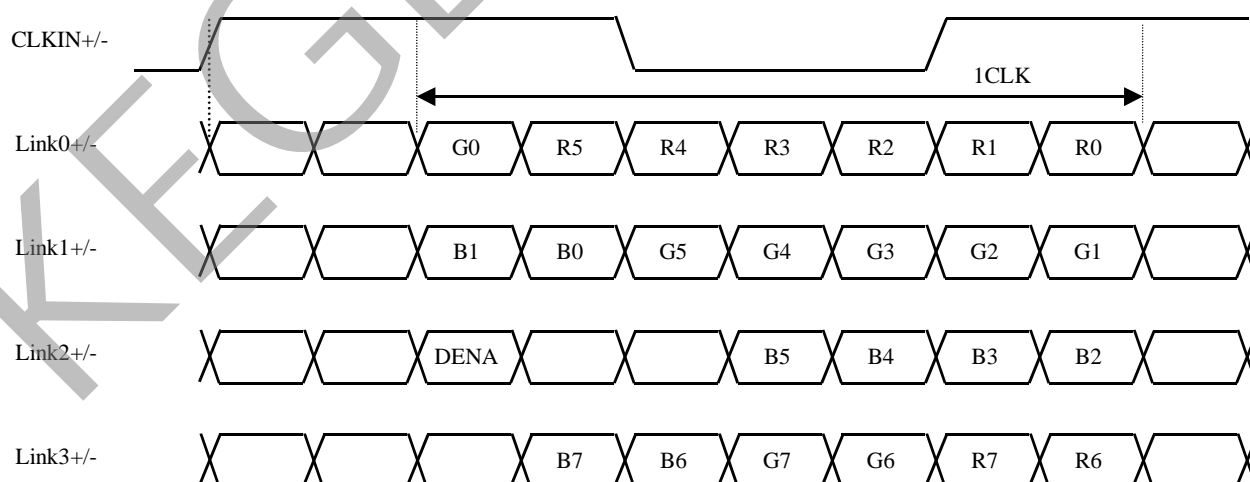 CLKIN+/-
1CLK
Link0+/- G0 R5 R4 R3 R2 R1 R0
Link1+/- B1 B0 G5 G4 G3 G2 G1
Link2+/- DENA B5 B4 B3 B2
Link3+/- B7 B6 G7 G6 R7 R6